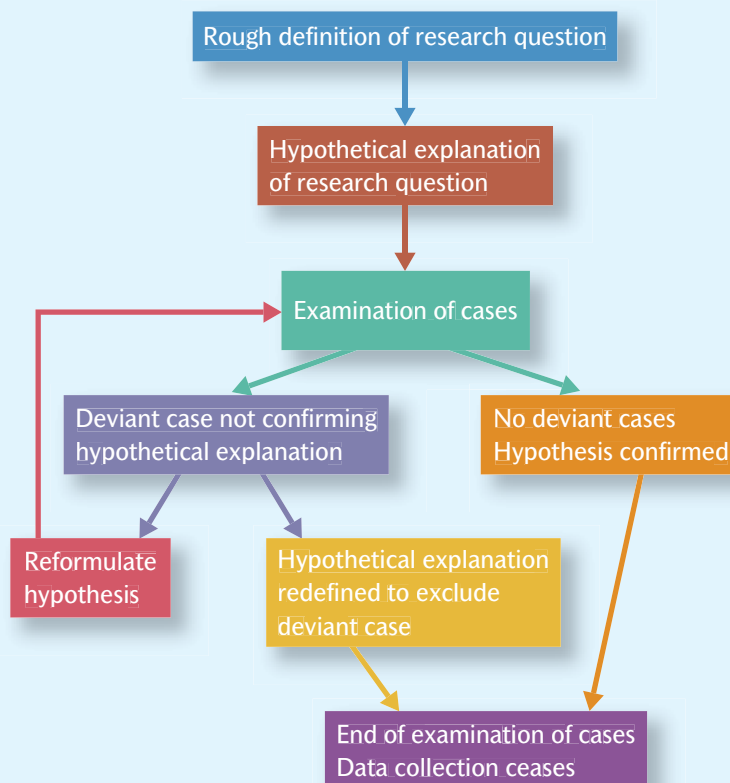 Rough definition of research question
Hypothetical explanation
of research question
Examination of cases
Deviant case not confirming
hypothetical explanation
No deviant cases
Hypothesis confirmed
Reformulate
hypothesis
Hypothetical explanation
redefined to exclude
deviant case
End of examination of cases
Data collection ceases